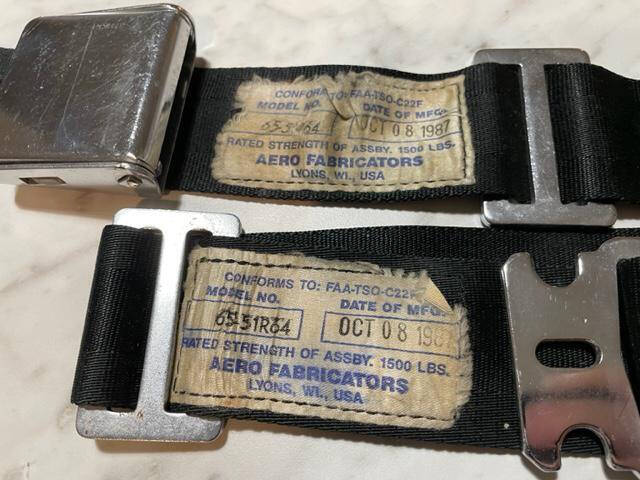 CONFORMS TO: FAA-TSO-C22F
MODEL NO. DATE OF MFG.
OCT 08 1987
RATED STRENGTH OF ASSBY. 1500 LBS.
AERO FABRICATORS
LYONS, WI., USA
CONFORMS TO: FAA-TSO-C22F
MODEL NO. DATE OF MFG.
6551R64 OCT 08 1987
RATED STRENGTH OF ASSBY. 1500 LBS.
AERO FABRICATORS
LYONS, WI., USA